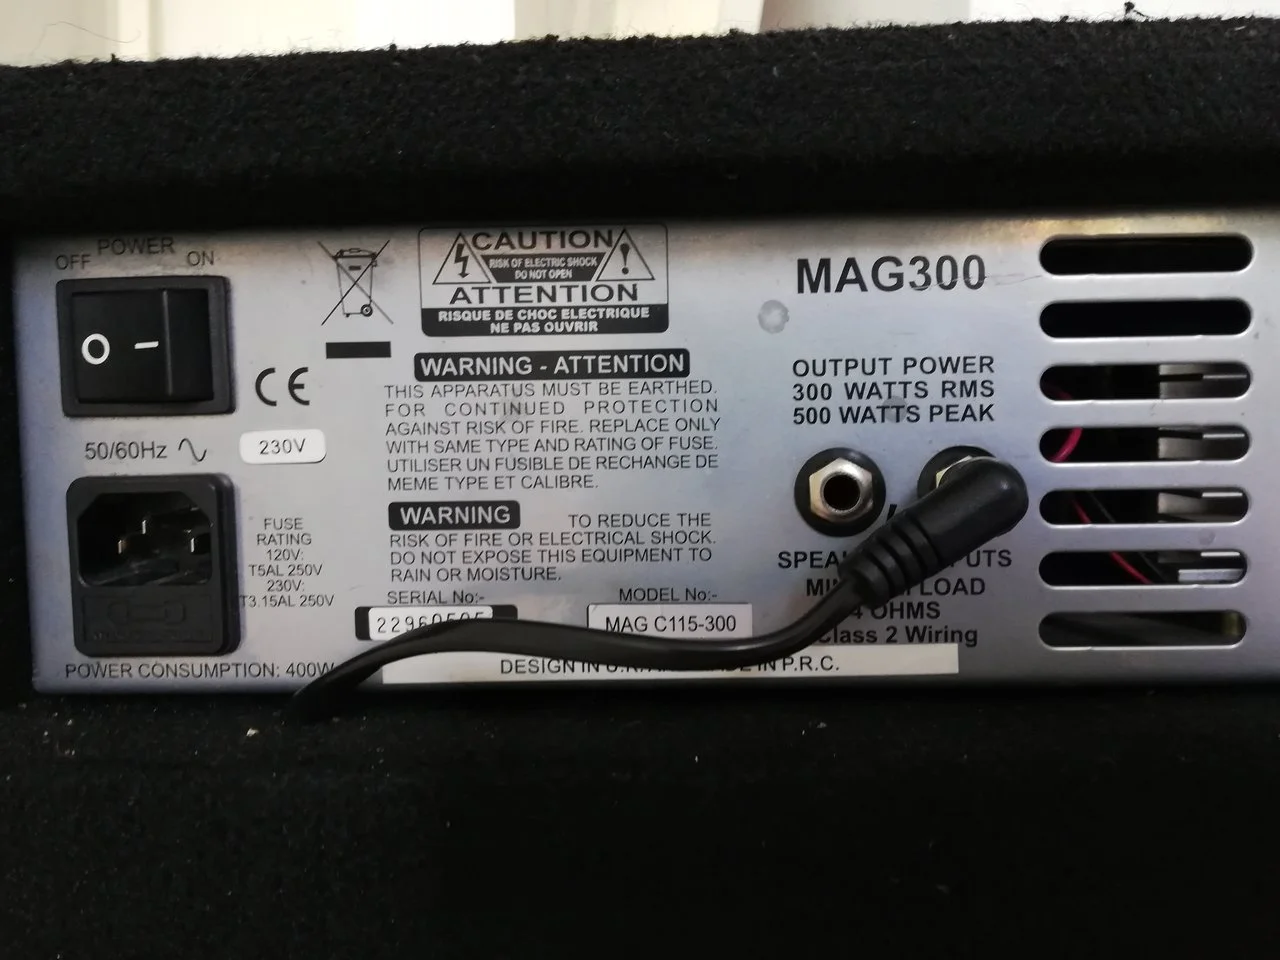 POWER
OFF ON
50/60Hz
230V
FUSE
RATING
120V:
T5AL 250V
230V:
T3.15AL 250V
POWER CONSUMPTION: 400W
CE
CAUTION
RISK OF ELECTRIC SHOCK
DO NOT OPEN
ATTENTION
RISQUE DE CHOC ELECTRIQUE
NE PAS OUVRIR
WARNING - ATTENTION
THIS APPARATUS MUST BE EARTHED.
FOR CONTINUED PROTECTION
AGAINST RISK OF FIRE. REPLACE ONLY
WITH SAME TYPE AND RATING OF FUSE.
UTILISER UN FUSIBLE DE RECHANGE DE
MEME TYPE ET CALIBRE.
WARNING TO REDUCE THE
RISK OF FIRE OR ELECTRICAL SHOCK.
DO NOT EXPOSE THIS EQUIPMENT TO
RAIN OR MOISTURE.
SERIAL No:-
MODEL No:-
MAG C115-300
DESIGN IN IN P.R.C.
MAG300
OUTPUT POWER
300 WATTS RMS
500 WATTS PEAK
LOAD
4 OHMS
Class 2 Wiring